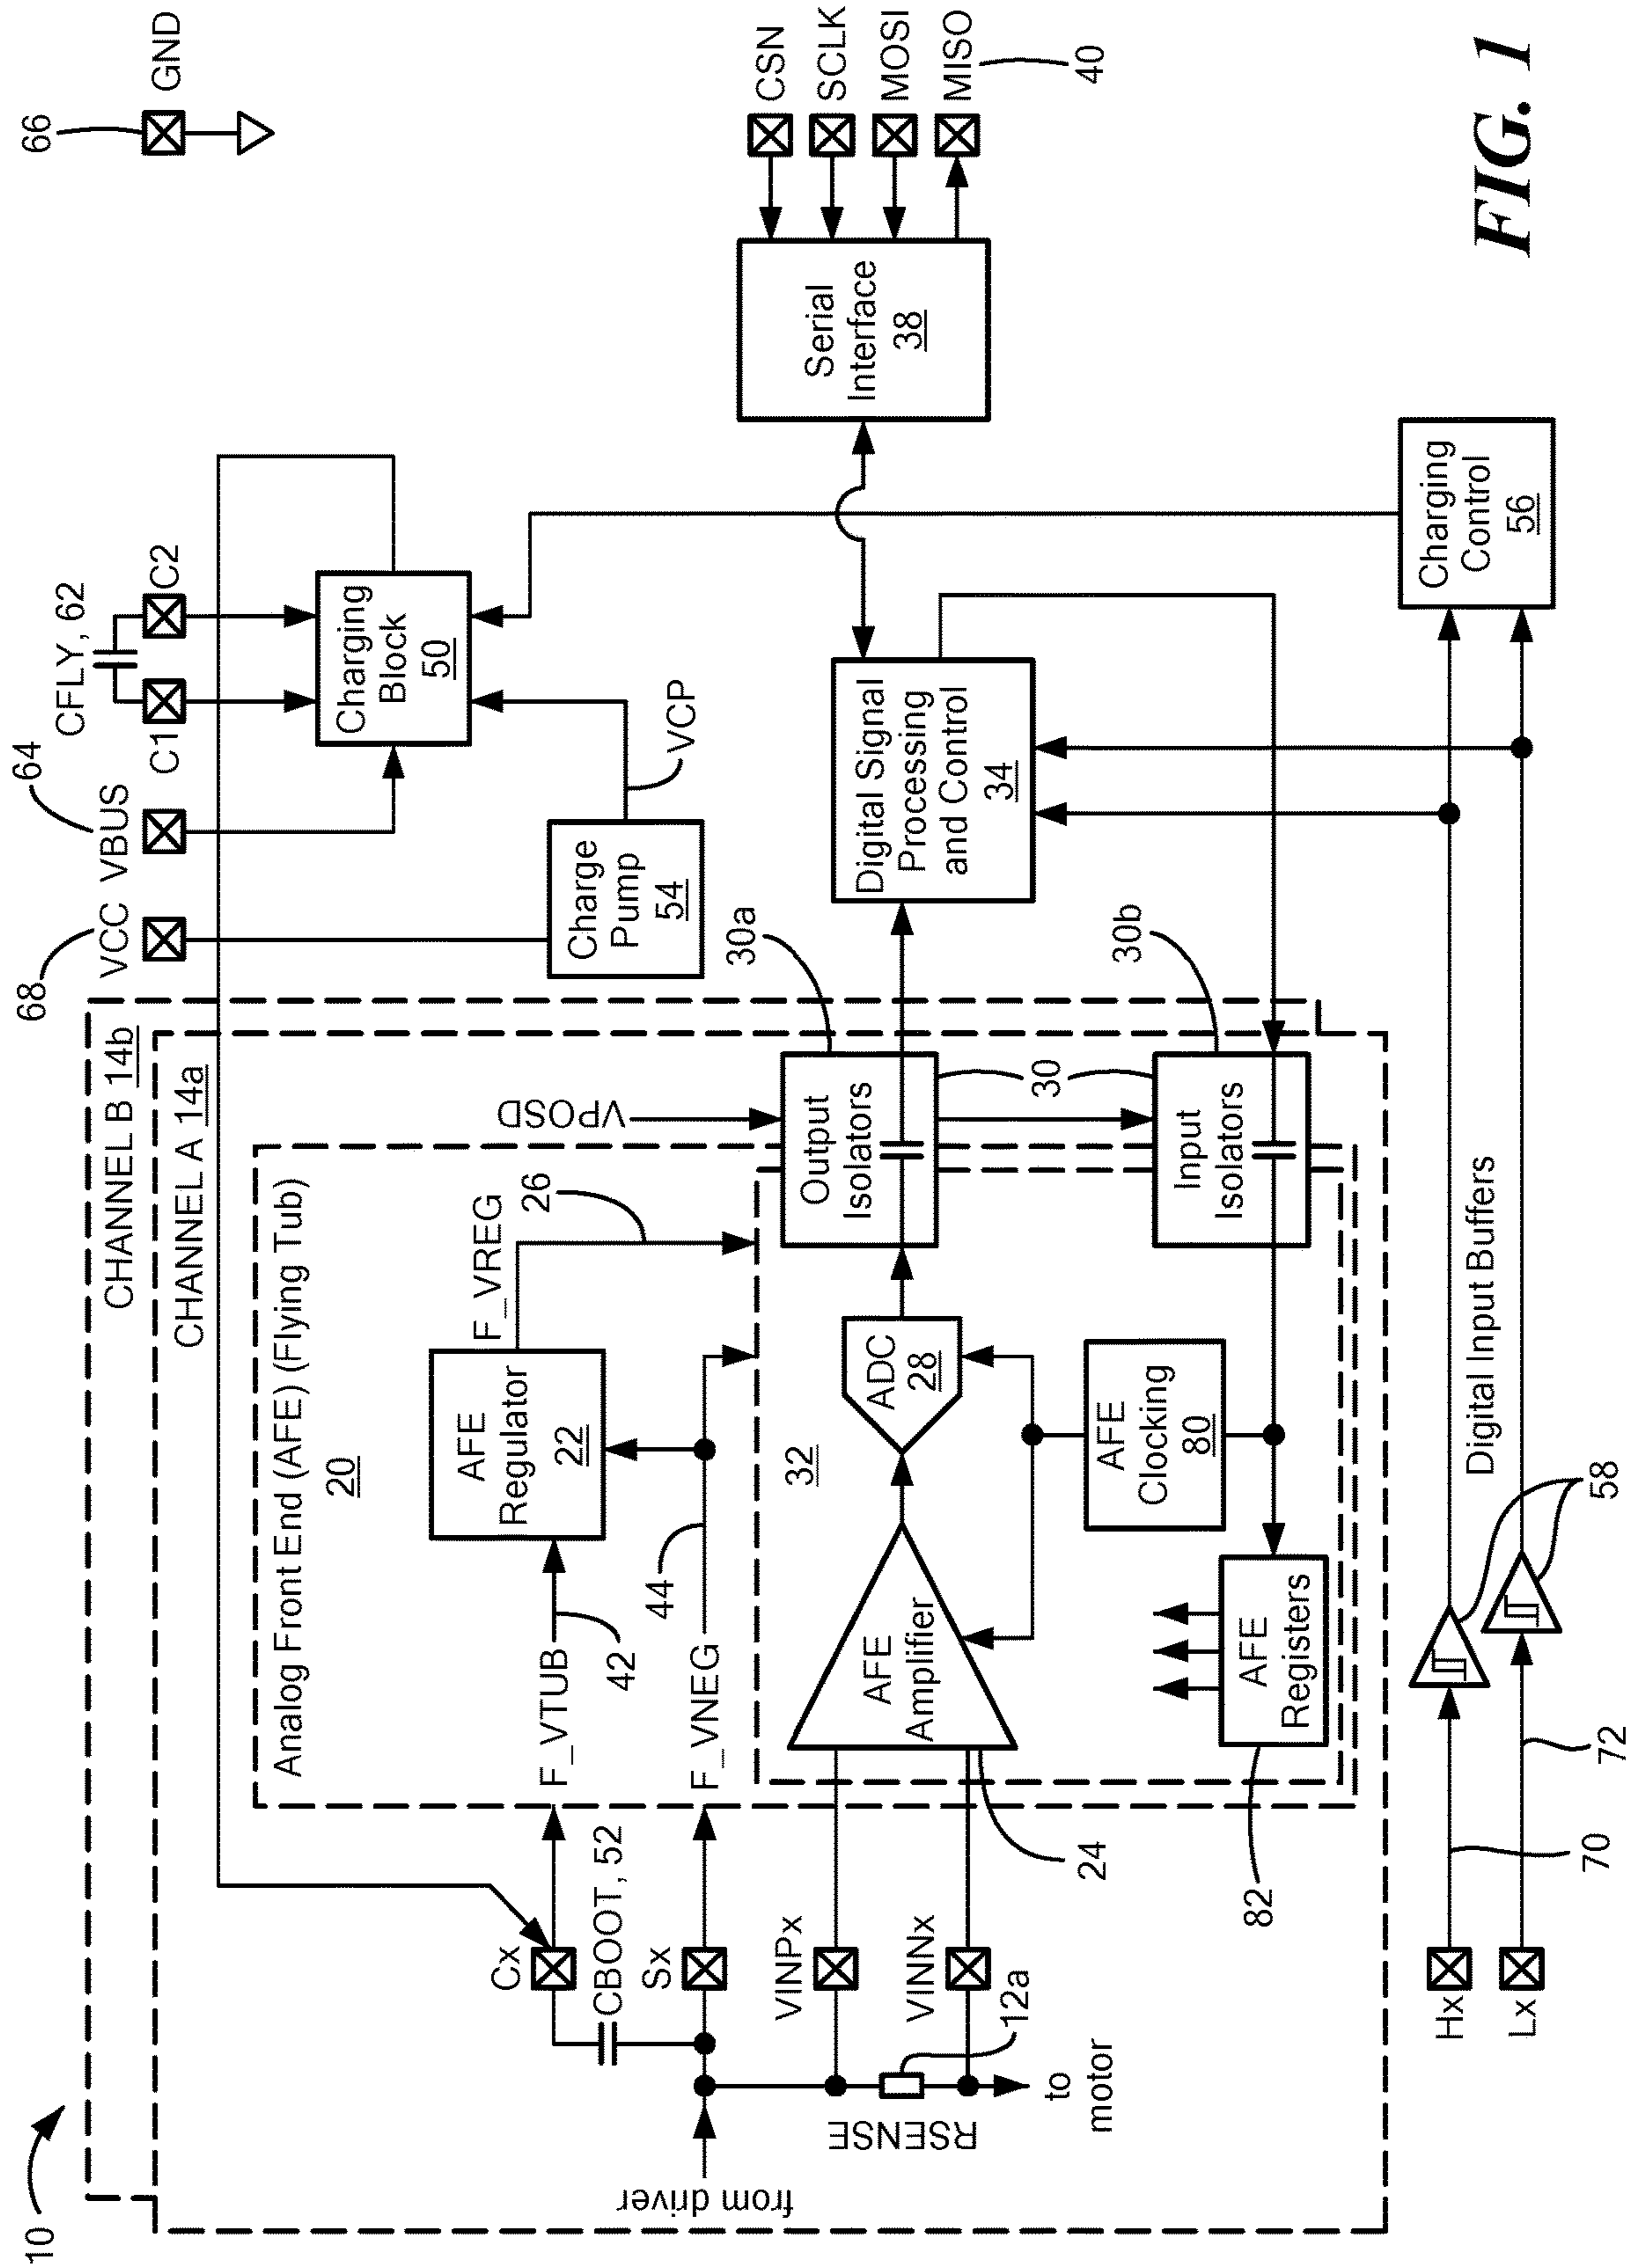 10
CHANNEL B 14b
CHANNEL A 14a
68
VCC
64
VBUS
CFLY, 62
C1
C2
66
GND
Analog Front End (AFE) (Flying Tub)
20
Cx
CBOOT, 52
Sx
F_VTUB
42
AFE
Regulator
22
F_VREG
26
F_VNEG
44
VPOSD
Charge
Pump
54
VCP
Charging
Block
50
from driver
RSENSE
12a
to
motor
VINPx
VINNx
24
32
AFE
Amplifier
ADC
28
Output
Isolators
30a
30
Input
Isolators
30b
AFE
Clocking
80
AFE
Registers
82
Digital Signal
Processing
and Control
34
Serial
Interface
38
CSN
SCLK
MOSI
MISO
40
Hx
Lx
70
72
58
Digital Input Buffers
Charging
Control
56
FIG. 1